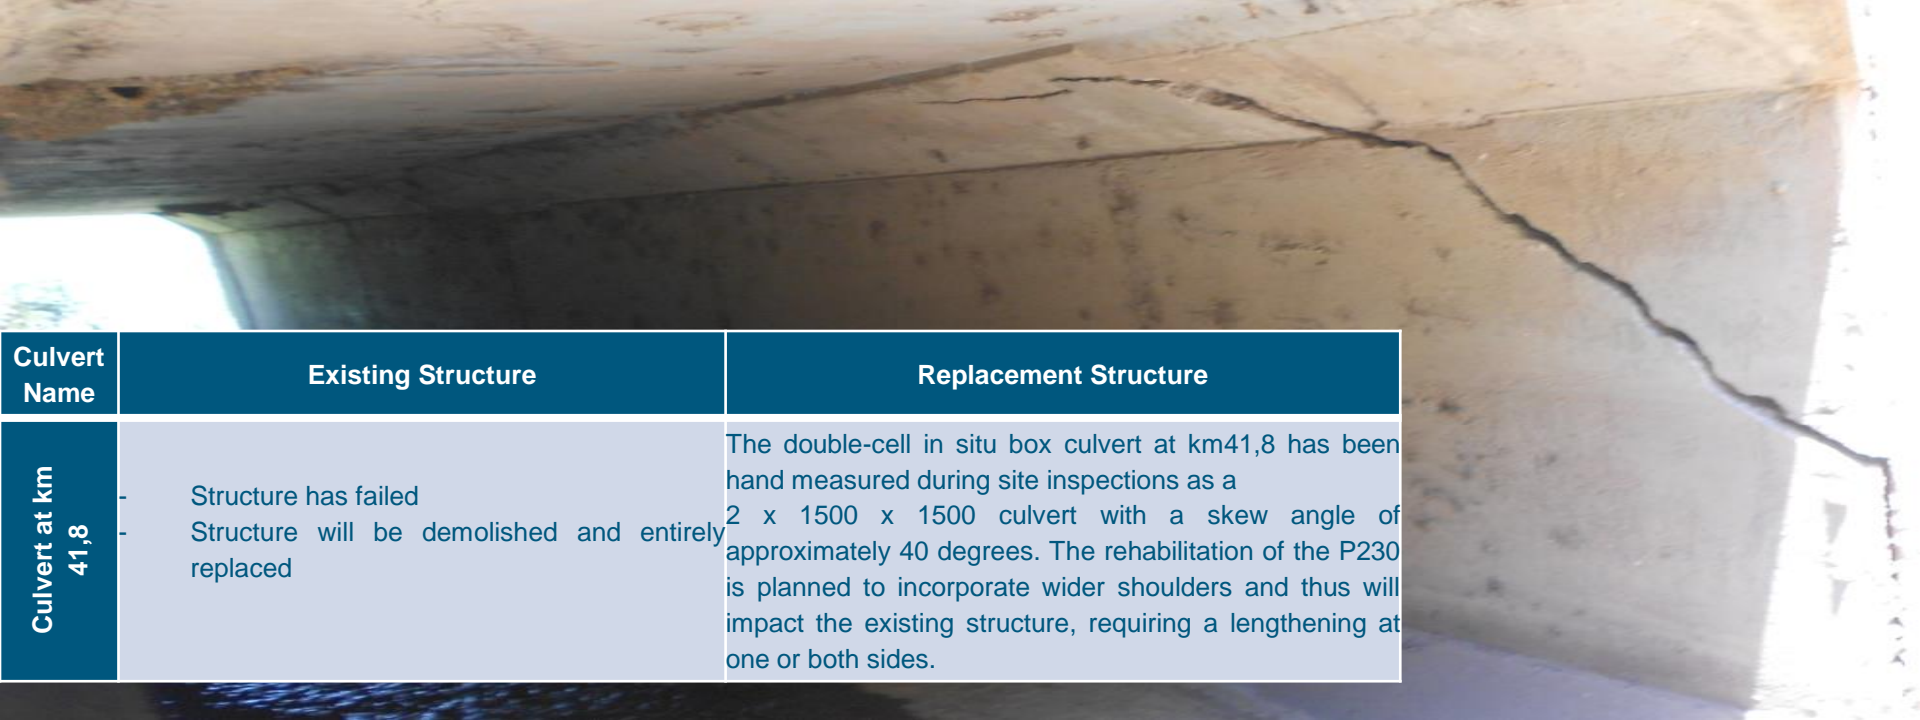 Culvert
Name
Existing Structure
Replacement Structure
Culvert at km
41,8
- Structure has failed
- Structure will be demolished and entirely
replaced
The double-cell in situ box culvert at km41,8 has been
hand measured during site inspections as a
2 x 1500 x 1500 culvert with a skew angle of
approximately 40 degrees. The rehabilitation of the P230
is planned to incorporate wider shoulders and thus will
impact the existing structure, requiring a lengthening at
one or both sides.